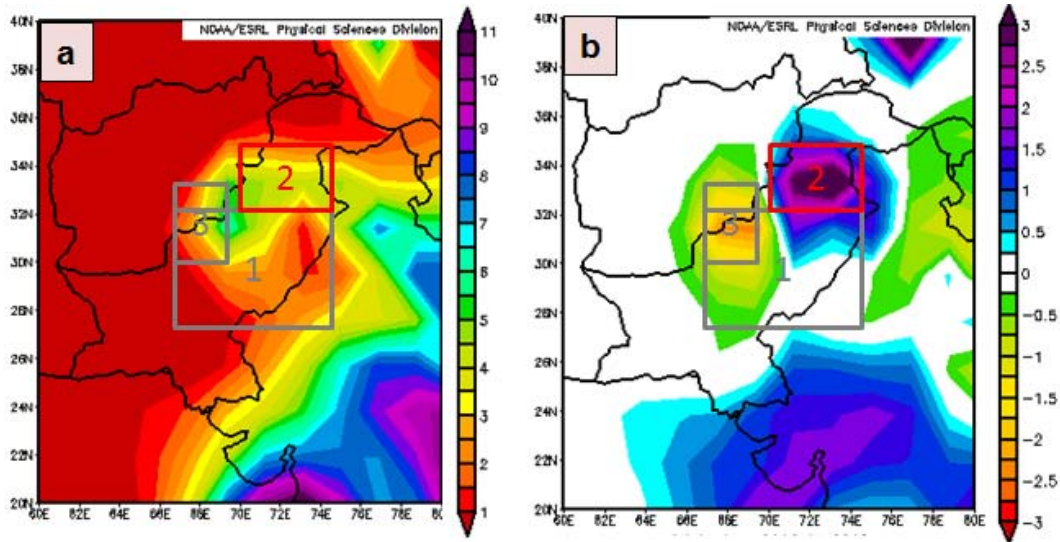 a
NOAA/ESRL Physical Sciences Division
40N
38N
36N
34N
32N
30N
28N
26N
24N
22N
20N
60E 62E 64E 66E 68E 70E 72E 74E 76E 78E
2
3
1
11
10
9
8
7
6
5
4
3
2
1
b
NOAA/ESRL Physical Sciences Division
40N
38N
36N
34N
32N
30N
28N
26N
24N
22N
20N
60E 62E 64E 66E 68E 70E 72E 74E 76E 78E 80E
2
3
1
3
2.5
2
1.5
1
0.5
0
-0.5
-1
-1.5
-2
-2.5
-3